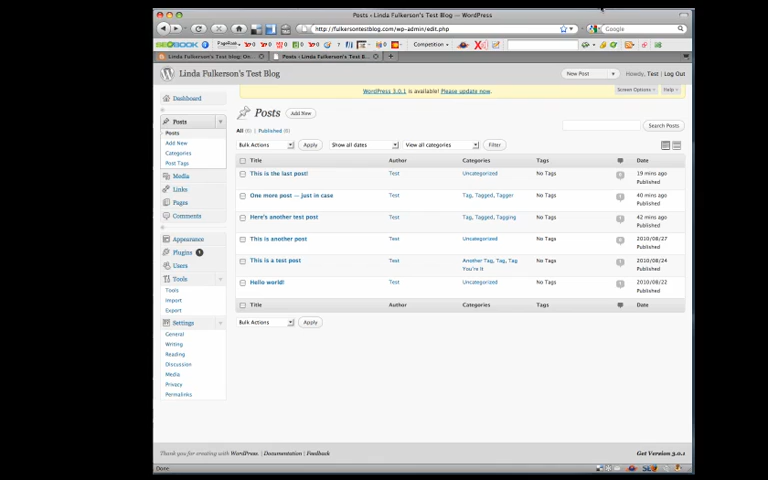 Posts ‹ Linda Fulkerson's Test Blog — WordPress
http://fulkersontestblog.com/wp-admin/edit.php
Google
SEOBOOK
PageRank
Competition
Linda Fulkerson's Test Blog: On...
Posts ‹ Linda Fulkerson's Test B...
Linda Fulkerson's Test Blog
New Post
Howdy, Test | Log Out
WordPress 3.0.1 is available! Please update now.
Screen Options
Help
Dashboard
Posts
Posts
Add New
Categories
Post Tags
Media
Links
Pages
Comments
Appearance
Plugins 1
Users
Tools
Tools
Import
Export
Settings
General
Writing
Reading
Discussion
Media
Privacy
Permalinks
Posts Add New
All (6) | Published (6)
Search Posts
Bulk Actions Apply Show all dates View all categories Filter
Title Author Categories Tags Date
This is the last post! Test Uncategorized No Tags 19 mins ago
Published
One more post — just in case Test Tag, Tagged, Tagger No Tags 40 mins ago
Published
Here's another test post Test Tag, Tagged, Tagging No Tags 42 mins ago
Published
This is another post Test Uncategorized No Tags 2010/08/27
Published
This is a test post Test Another Tag, Tag, Tag No Tags 2010/08/24
You're It Published
Hello world! Test Uncategorized No Tags 2010/08/22
Published
Title Author Categories Tags Date
Bulk Actions Apply
Thank you for creating with WordPress. | Documentation | Feedback
Get Version 3.0.1
Done